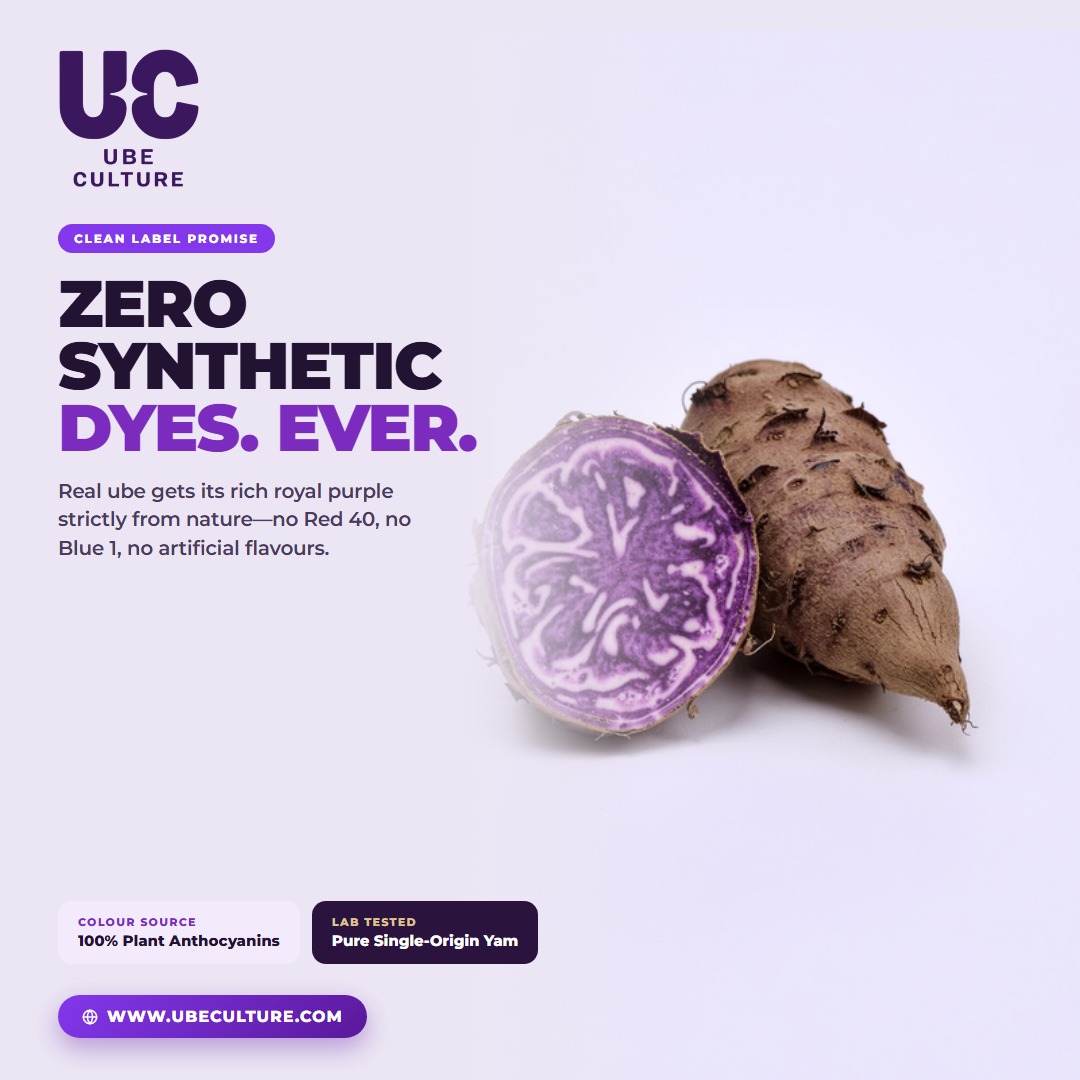 UC
UBE
CULTURE
CLEAN LABEL PROMISE
ZERO
SYNTHETIC
DYES. EVER.
Real ube gets its rich royal purple
strictly from nature—no Red 40, no
Blue 1, no artificial flavours.
COLOUR SOURCE
100% Plant Anthocyanins
LAB TESTED
Pure Single-Origin Yam
WWW.UBECULTURE.COM